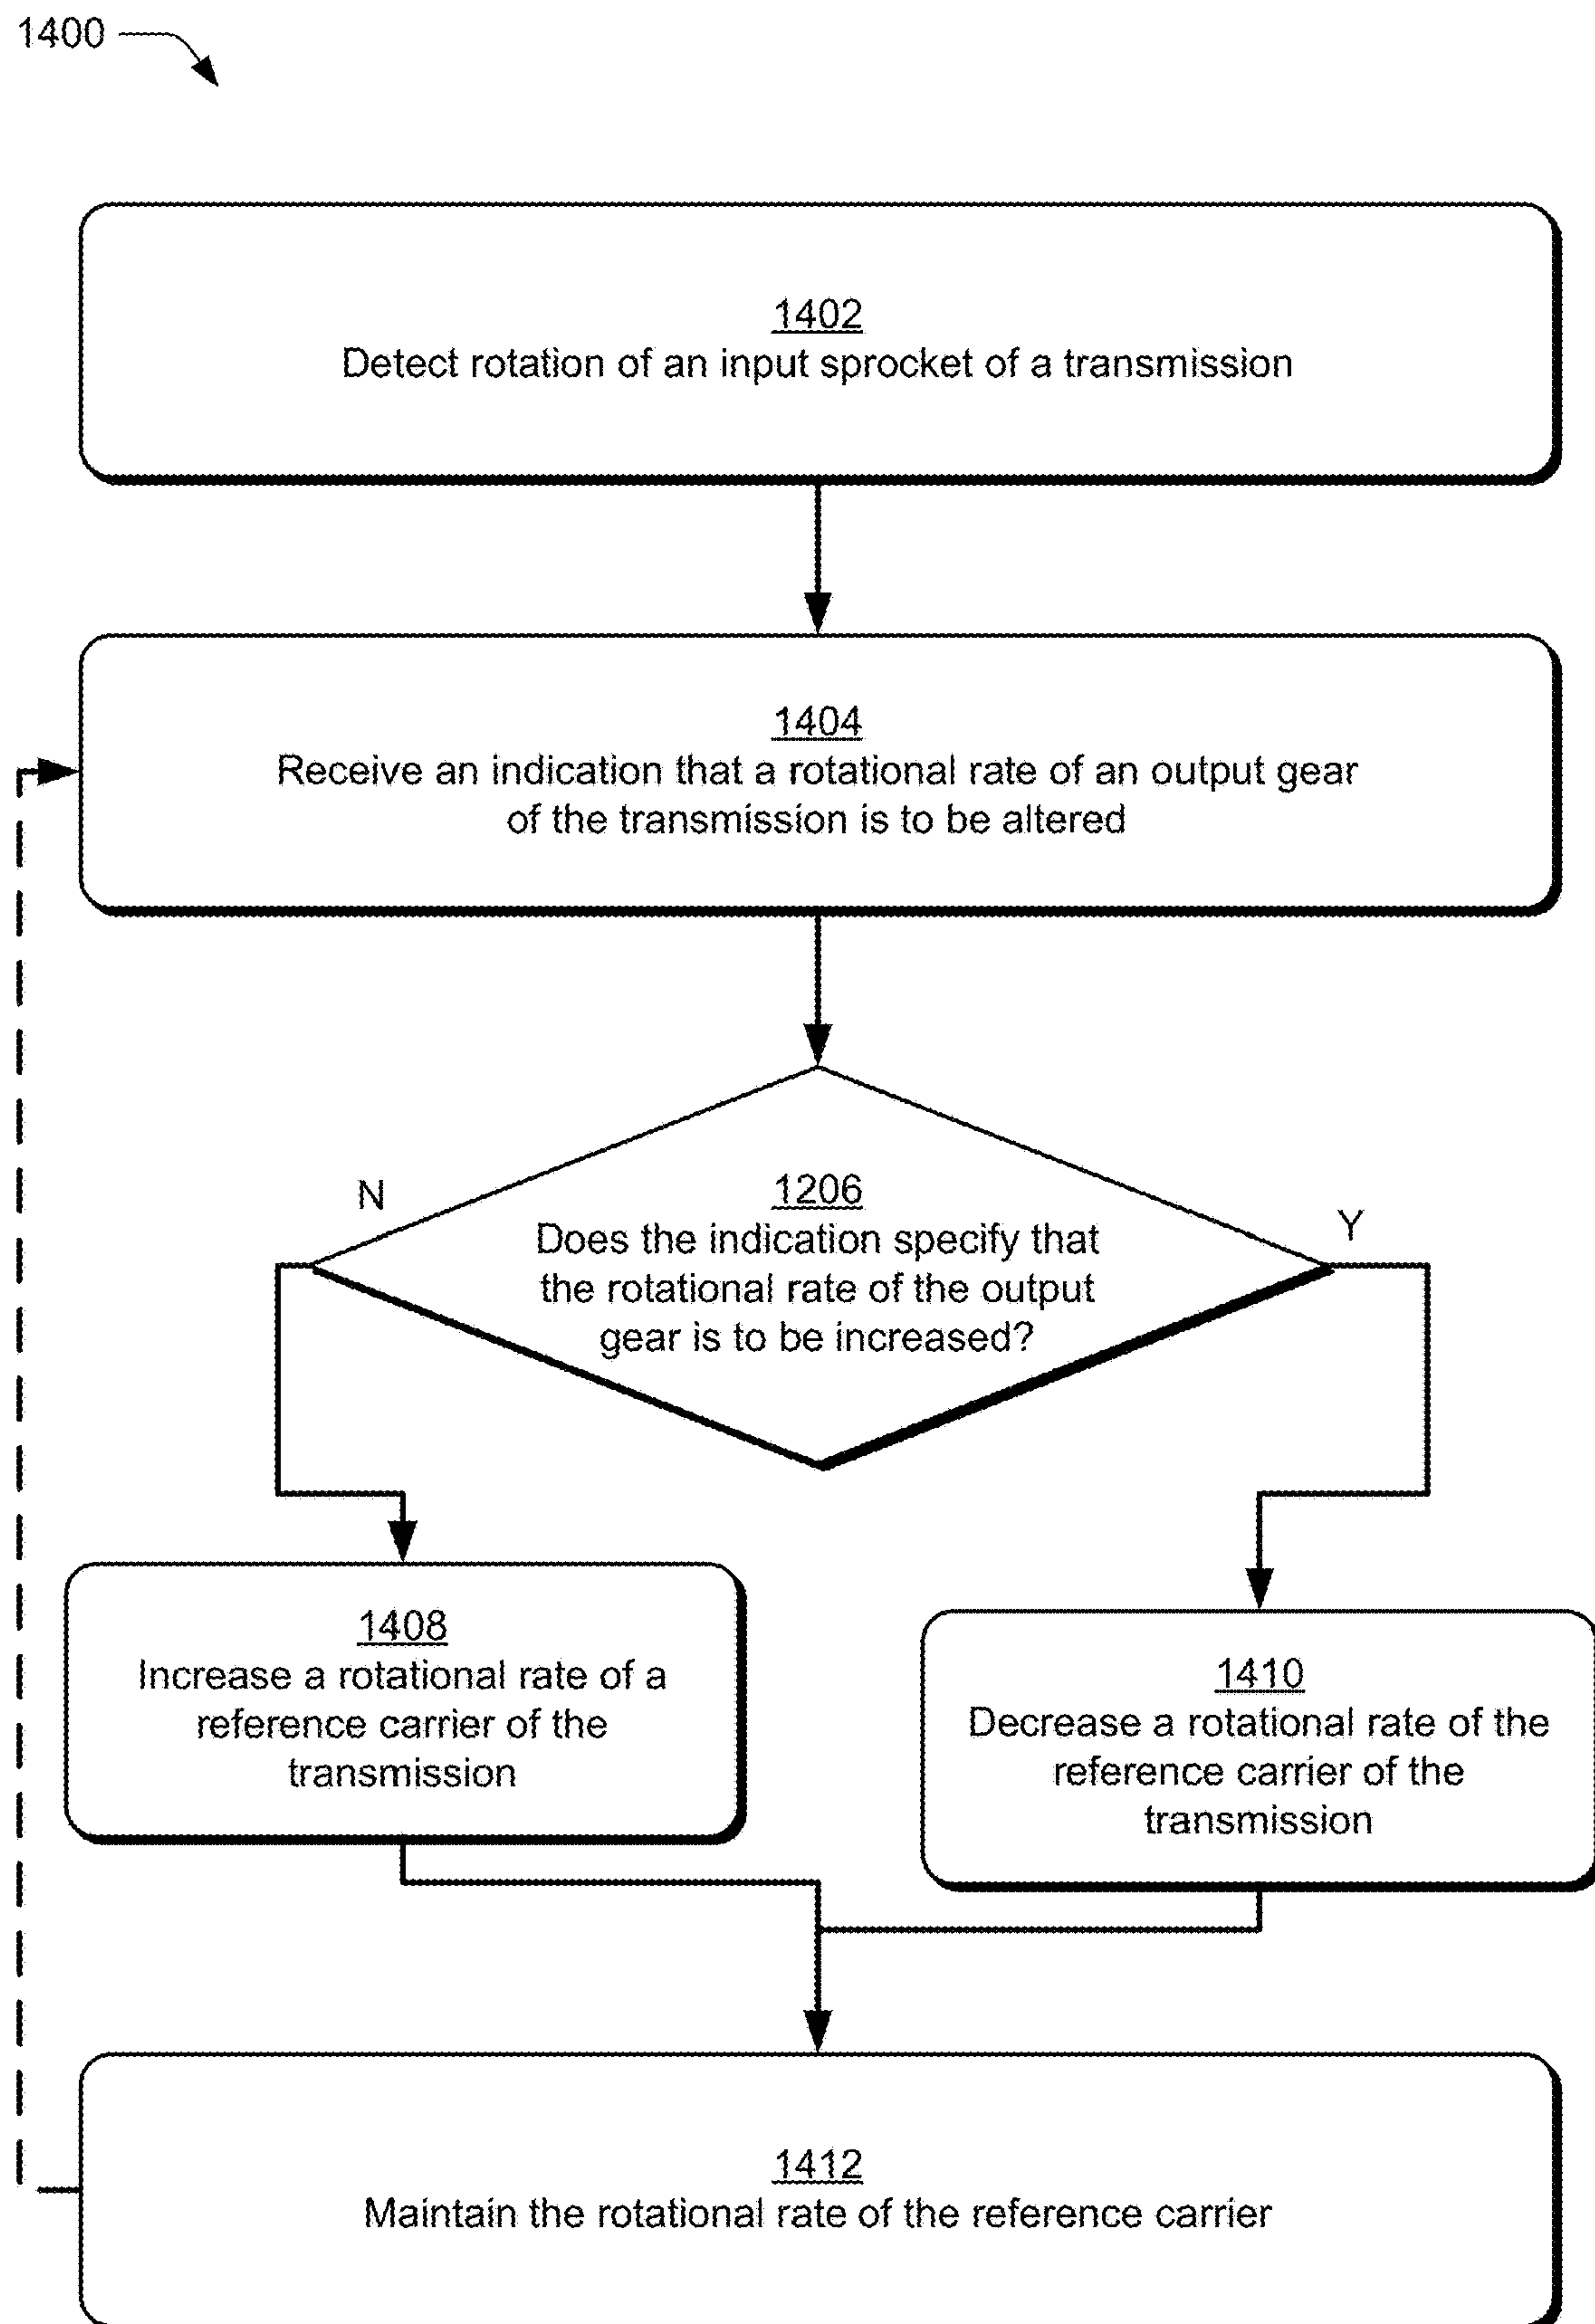 1400
1402
Detect rotation of an input sprocket of a transmission
1404
Receive an indication that a rotational rate of an output gear
of the transmission is to be altered
N
1206
Y
Does the indication specify that
the rotational rate of the output
gear is to be increased?
1408
Increase a rotational rate of a
reference carrier of the
transmission
1410
Decrease a rotational rate of the
reference carrier of the
transmission
1412
Maintain the rotational rate of the reference carrier